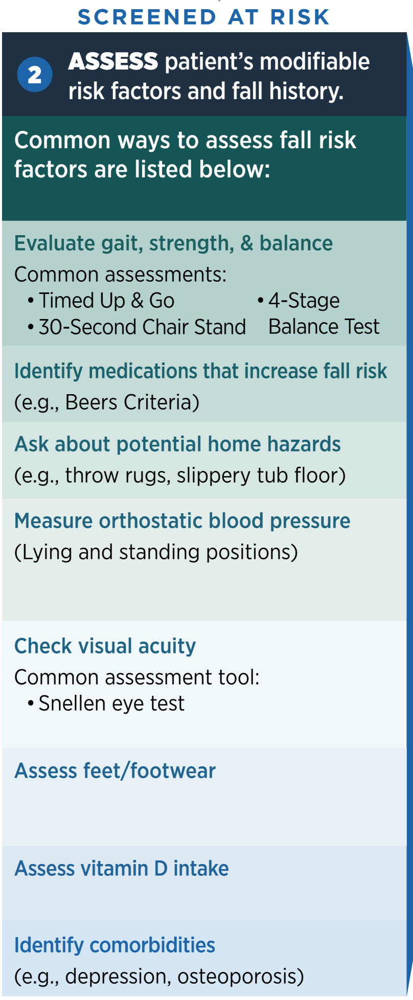 SCREENED AT RISK
2
ASSESS patient’s modifiable
risk factors and fall history.
Common ways to assess fall risk
factors are listed below:
Evaluate gait, strength, & balance
Common assessments:
• Timed Up & Go
• 30-Second Chair Stand
• 4-Stage
Balance Test
Identify medications that increase fall risk
(e.g., Beers Criteria)
Ask about potential home hazards
(e.g., throw rugs, slippery tub floor)
Measure orthostatic blood pressure
(Lying and standing positions)
Check visual acuity
Common assessment tool:
• Snellen eye test
Assess feet/footwear
Assess vitamin D intake
Identify comorbidities
(e.g., depression, osteoporosis)